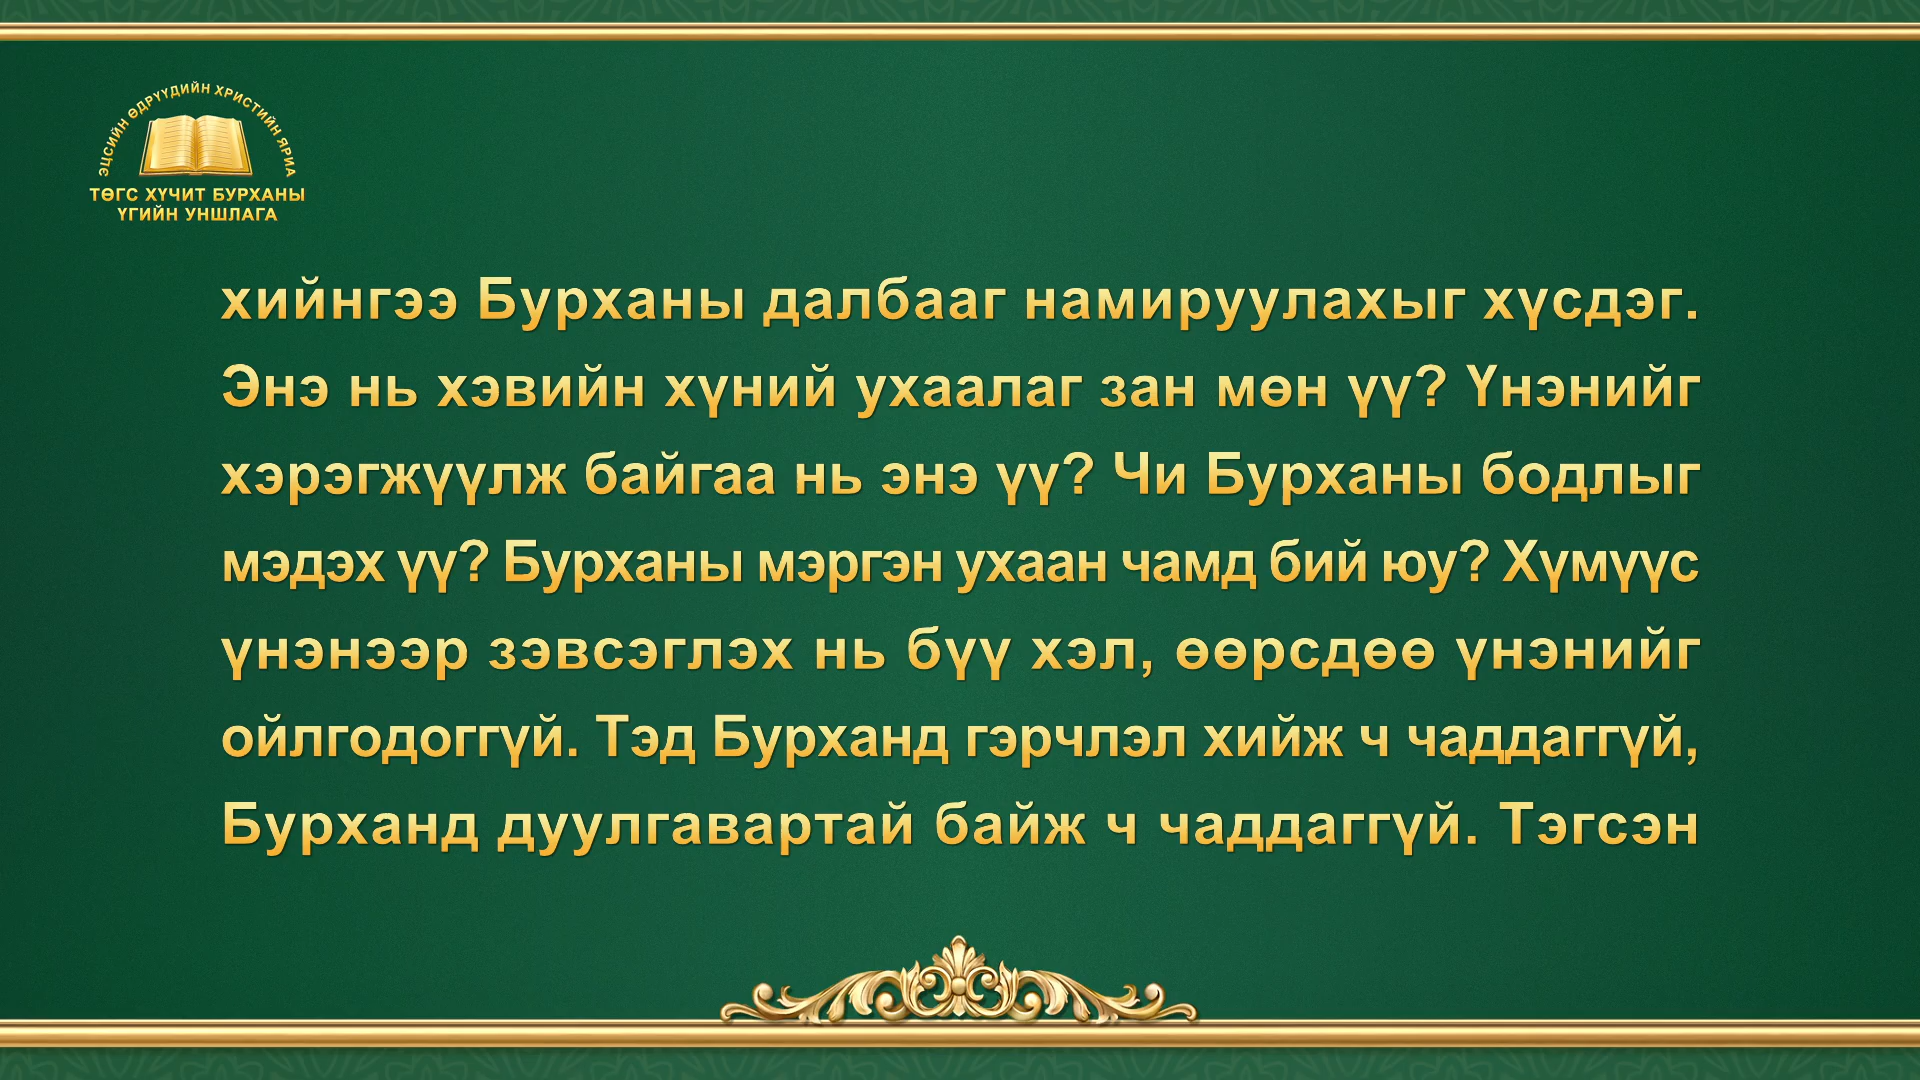 ЭЦСИЙН ӨДРҮҮДИЙН ХРИСТИЙН ЯРИА
ТӨГС ХҮЧИТ БУРХАНЫ
ҮГИЙН УНШЛАГА
хийнгээ Бурханы далбааг намируулахыг хүсдэг.
Энэ нь хэвийн хүний ухаалаг зан мөн үү? Үнэнийг
хэрэгжүүлж байгаа нь энэ үү? Чи Бурханы бодлыг
мэдэх үү? Бурханы мэргэн ухаан чамд бий юу? Хүмүүс
үнэнээр зэвсэглэх нь бүү хэл, өөрсдөө үнэнийг
ойлгодоггүй. Тэд Бурханд гэрчлэл хийж ч чаддаггүй,
Бурханд дуулгавартай байж ч чаддаггүй. Тэгсэн